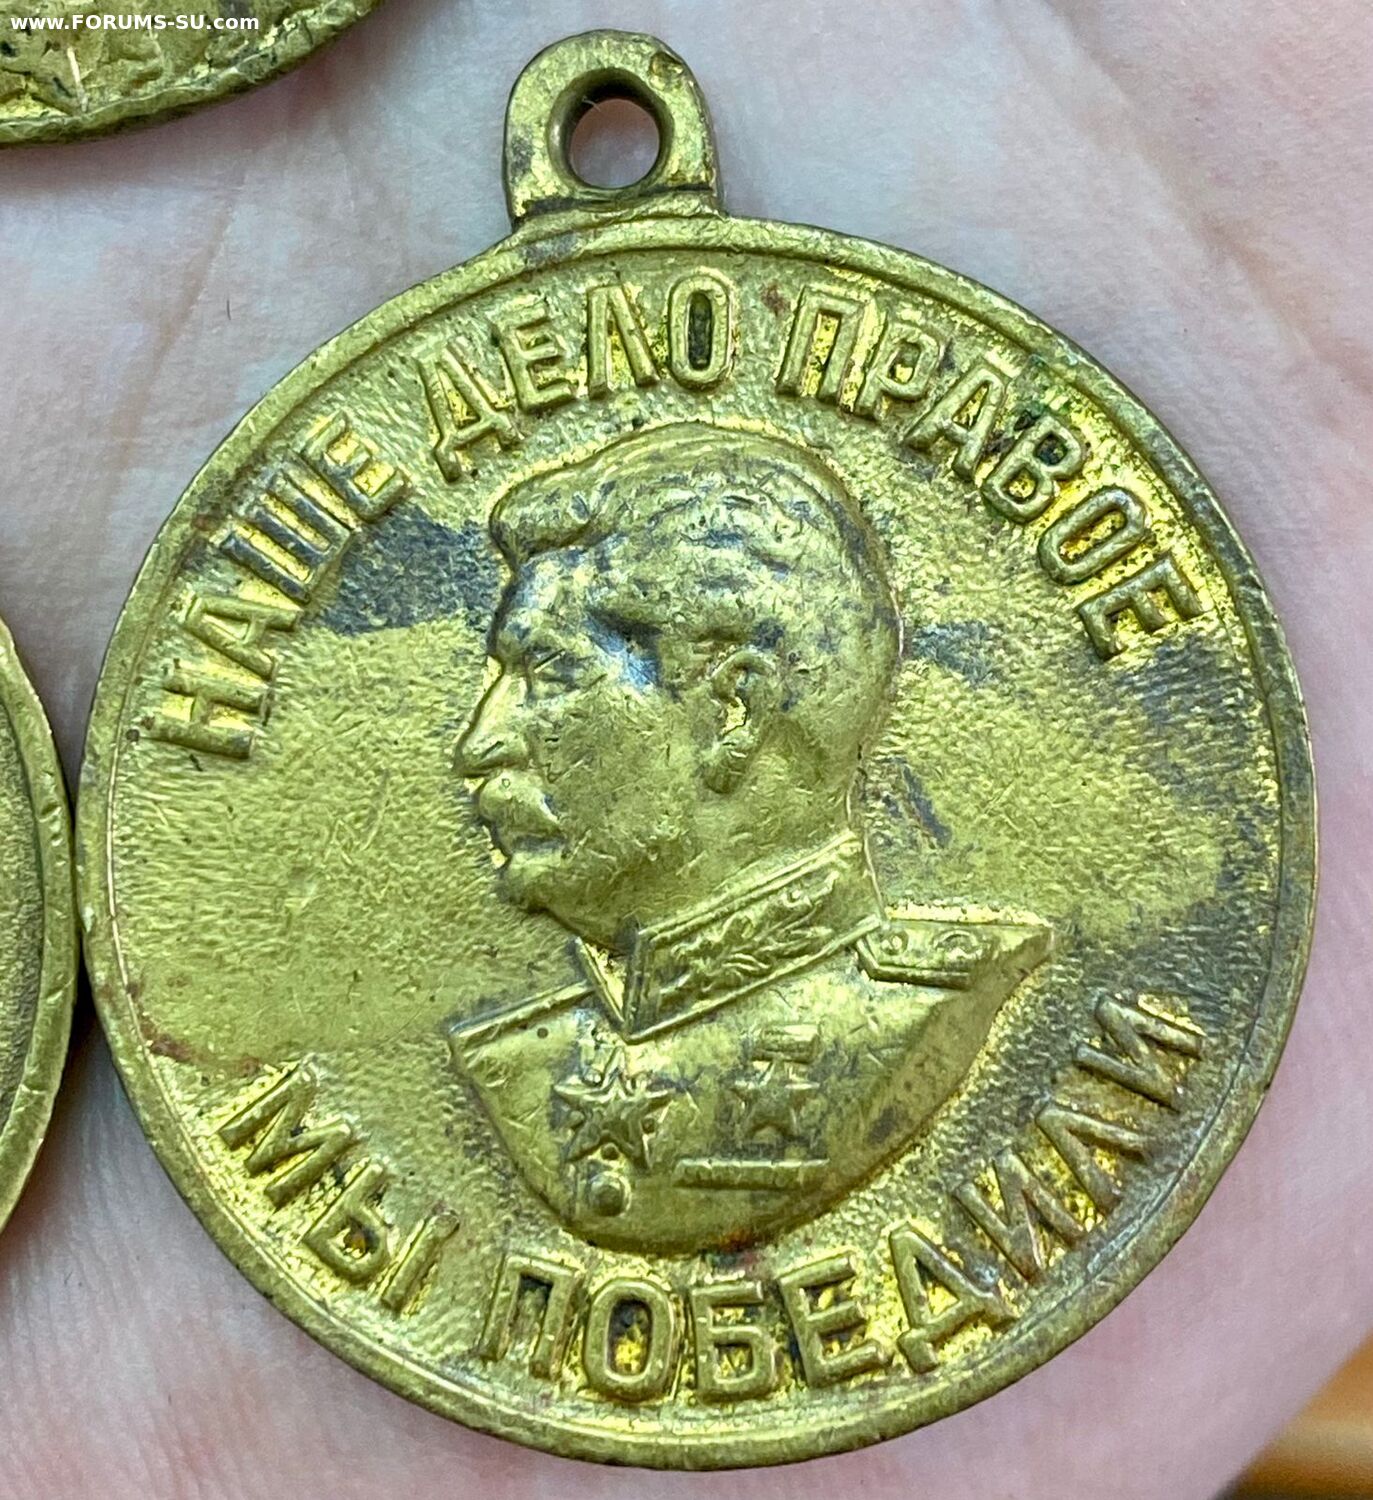 www.FORUMS-SU.com
НАШЕ ДЕЛО ПРАВОЕ
МЫ ПОБЕДИЛИ